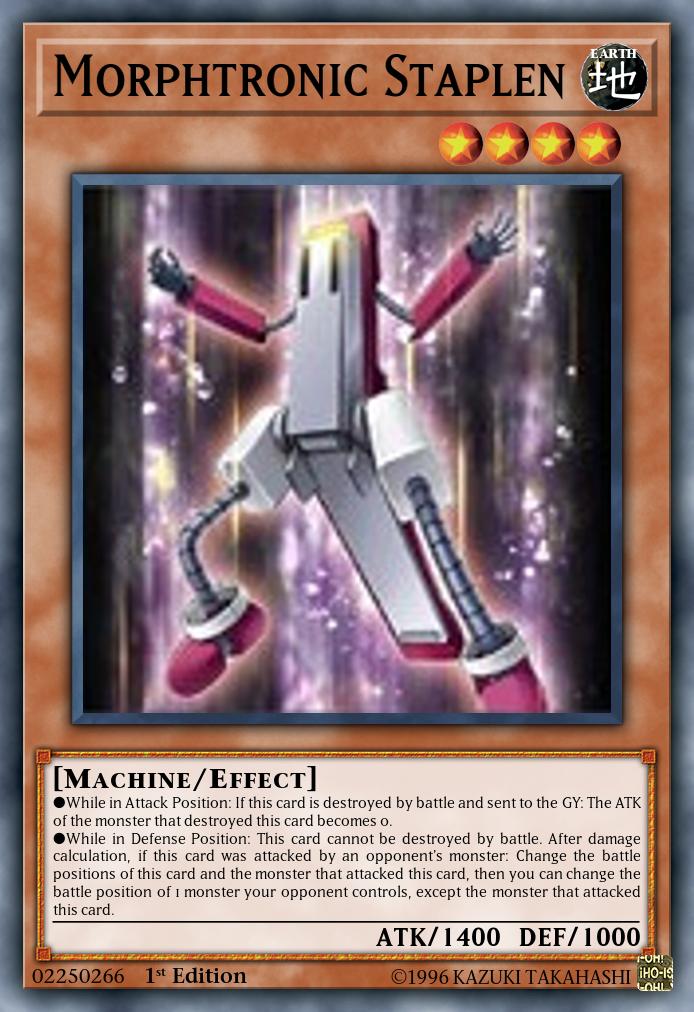 MORPHTRONIC STAPLEN
EARTH
地
[MACHINE/EFFECT]
●While in Attack Position: If this card is destroyed by battle and sent to the GY: The ATK
of the monster that destroyed this card becomes 0.
●While in Defense Position: This card cannot be destroyed by battle. After damage
calculation, if this card was attacked by an opponent's monster: Change the battle
positions of this card and the monster that attacked this card, then you can change the
battle position of 1 monster your opponent controls, except the monster that attacked
this card.
ATK/1400 DEF/1000
02250266 1st Edition ©1996 KAZUKI TAKAHASHI